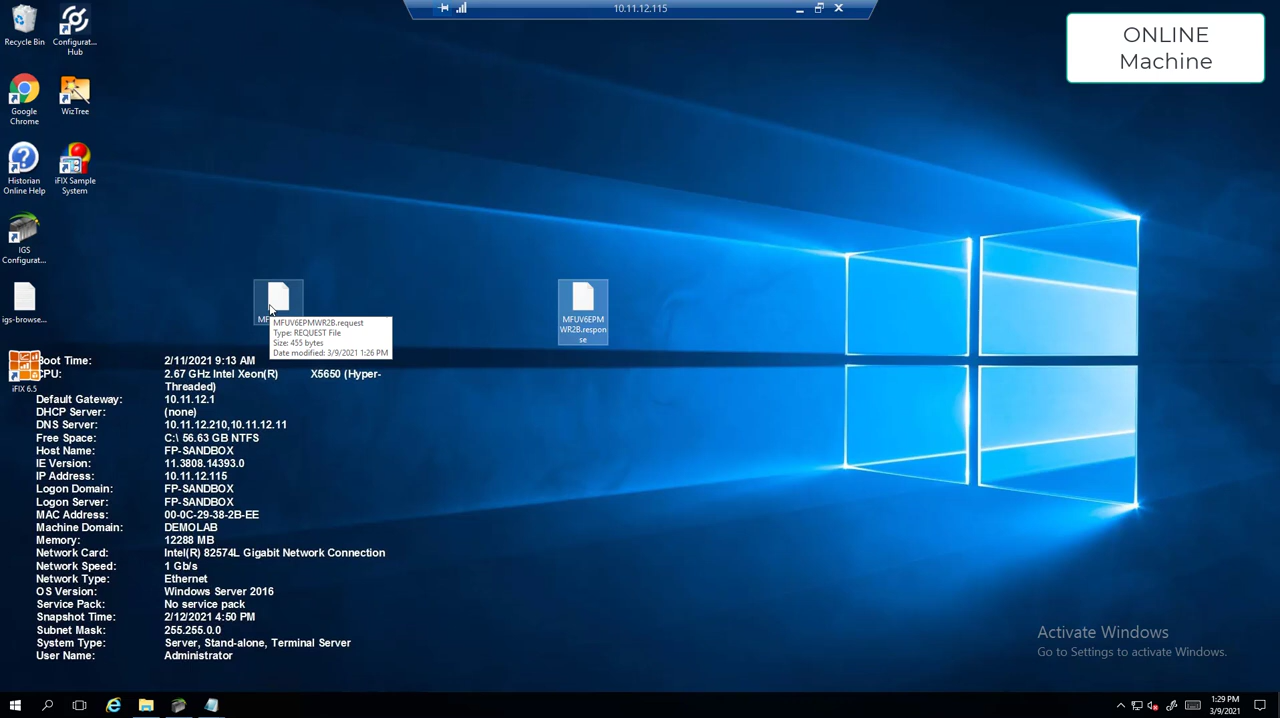 10.11.12.115
ONLINE
Machine
Recycle Bin
Configurat...
Hub
Google
Chrome
WizTree
Historian
Online Help
iFIX Sample
System
IGS
Configurat...
igs-browse...
iFIX 6.5
MFUV6EPMWR2B.request
Type: REQUEST File
Size: 455 bytes
Date modified: 3/9/2021 1:26 PM
MFUV6EPM
WR2B.respon
se
Boot Time: 2/11/2021 9:13 AM
CPU: 2.67 GHz Intel Xeon(R) X5650 (Hyper-
Threaded)
Default Gateway: 10.11.12.1
DHCP Server: (none)
DNS Server: 10.11.12.210,10.11.12.11
Free Space: C:\ 56.63 GB NTFS
Host Name: FP-SANDBOX
IE Version: 11.3808.14393.0
IP Address: 10.11.12.115
Logon Domain: FP-SANDBOX
Logon Server: FP-SANDBOX
MAC Address: 00-0C-29-38-2B-EE
Machine Domain: DEMOLAB
Memory: 12288 MB
Network Card: Intel(R) 82574L Gigabit Network Connection
Network Speed: 1 Gb/s
Network Type: Ethernet
OS Version: Windows Server 2016
Service Pack: No service pack
Snapshot Time: 2/12/2021 4:50 PM
Subnet Mask: 255.255.0.0
System Type: Server, Stand-alone, Terminal Server
User Name: Administrator
Activate Windows
Go to Settings to activate Windows.
1:29 PM
3/9/2021